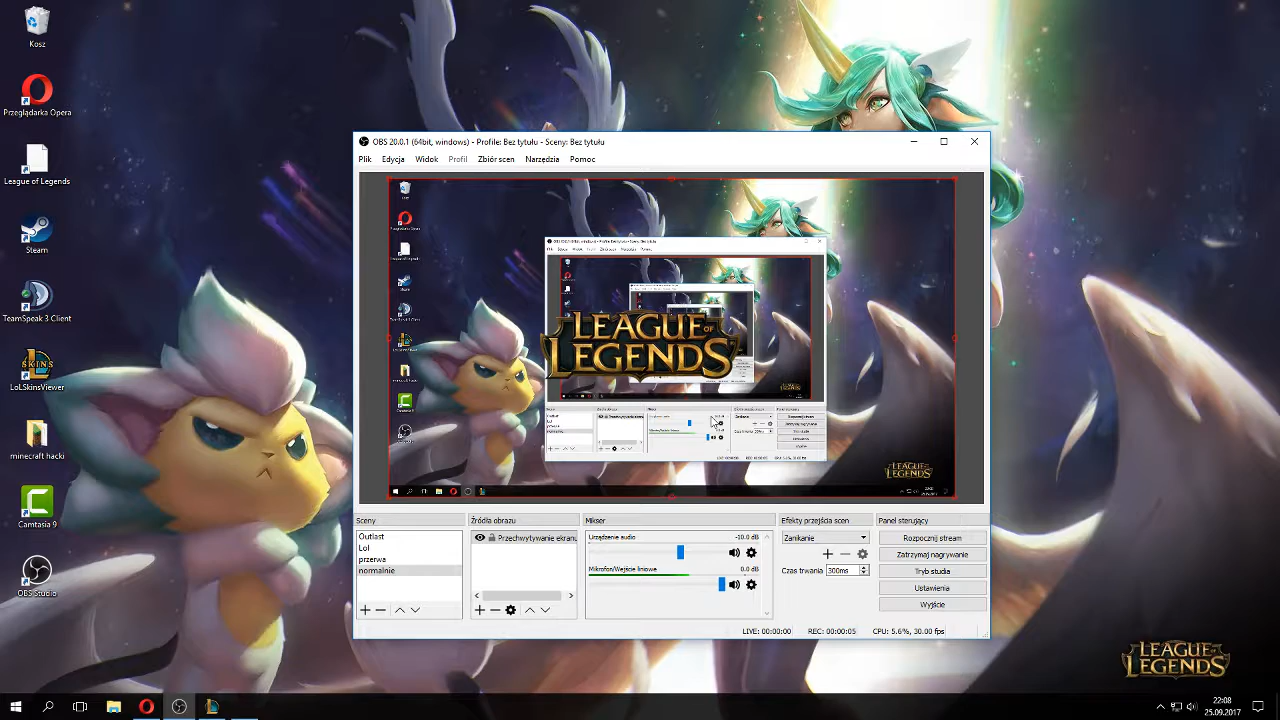 Kosz
Przeglądarka Opera
League of Legends
Steam
TeamSpeak 3 Client
SKINS
LoLSkinsViewer
minecraft hacki
Camtasia 9
OBS Studio
OBS 20.0.1 (64bit, windows) - Profile: Bez tytułu - Sceny: Bez tytułu
Plik Edycja Widok Profil Zbiór scen Narzędzia Pomoc
LEAGUE OF LEGENDS
LEAGUE OF LEGENDS
Sceny
Outlast
Lol
przerwa
normalnie
Źródła obrazu
Przechwytywanie ekranu
Mikser
Urządzenie audio -10.0 dB
Mikrofon/Wejście liniowe 0.0 dB
Efekty przejścia scen
Zanikanie
Czas trwania 300ms
Panel sterujący
Rozpocznij stream
Zatrzymaj nagrywanie
Tryb studia
Ustawienia
Wyjście
LIVE: 00:00:00 REC: 00:00:05 CPU: 5.6%, 30.00 fps
LEAGUE OF LEGENDS
22:08
25.09.2017